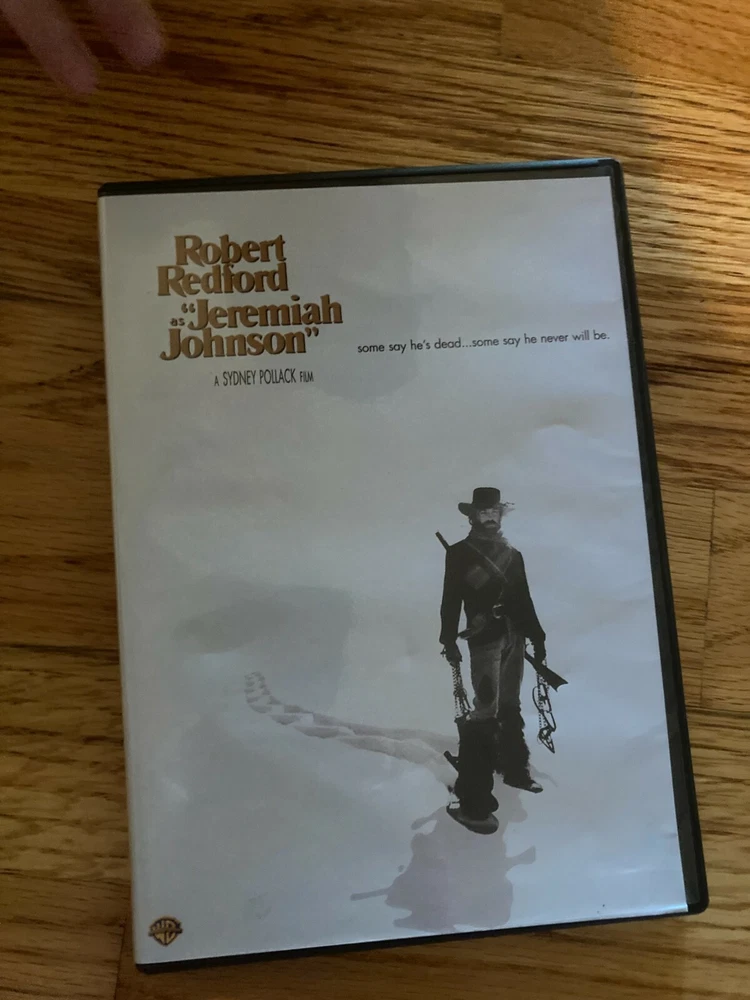 Robert
Redford
as "Jeremiah
Johnson"
some say he's dead...some say he never will be.
A SYDNEY POLLACK FILM